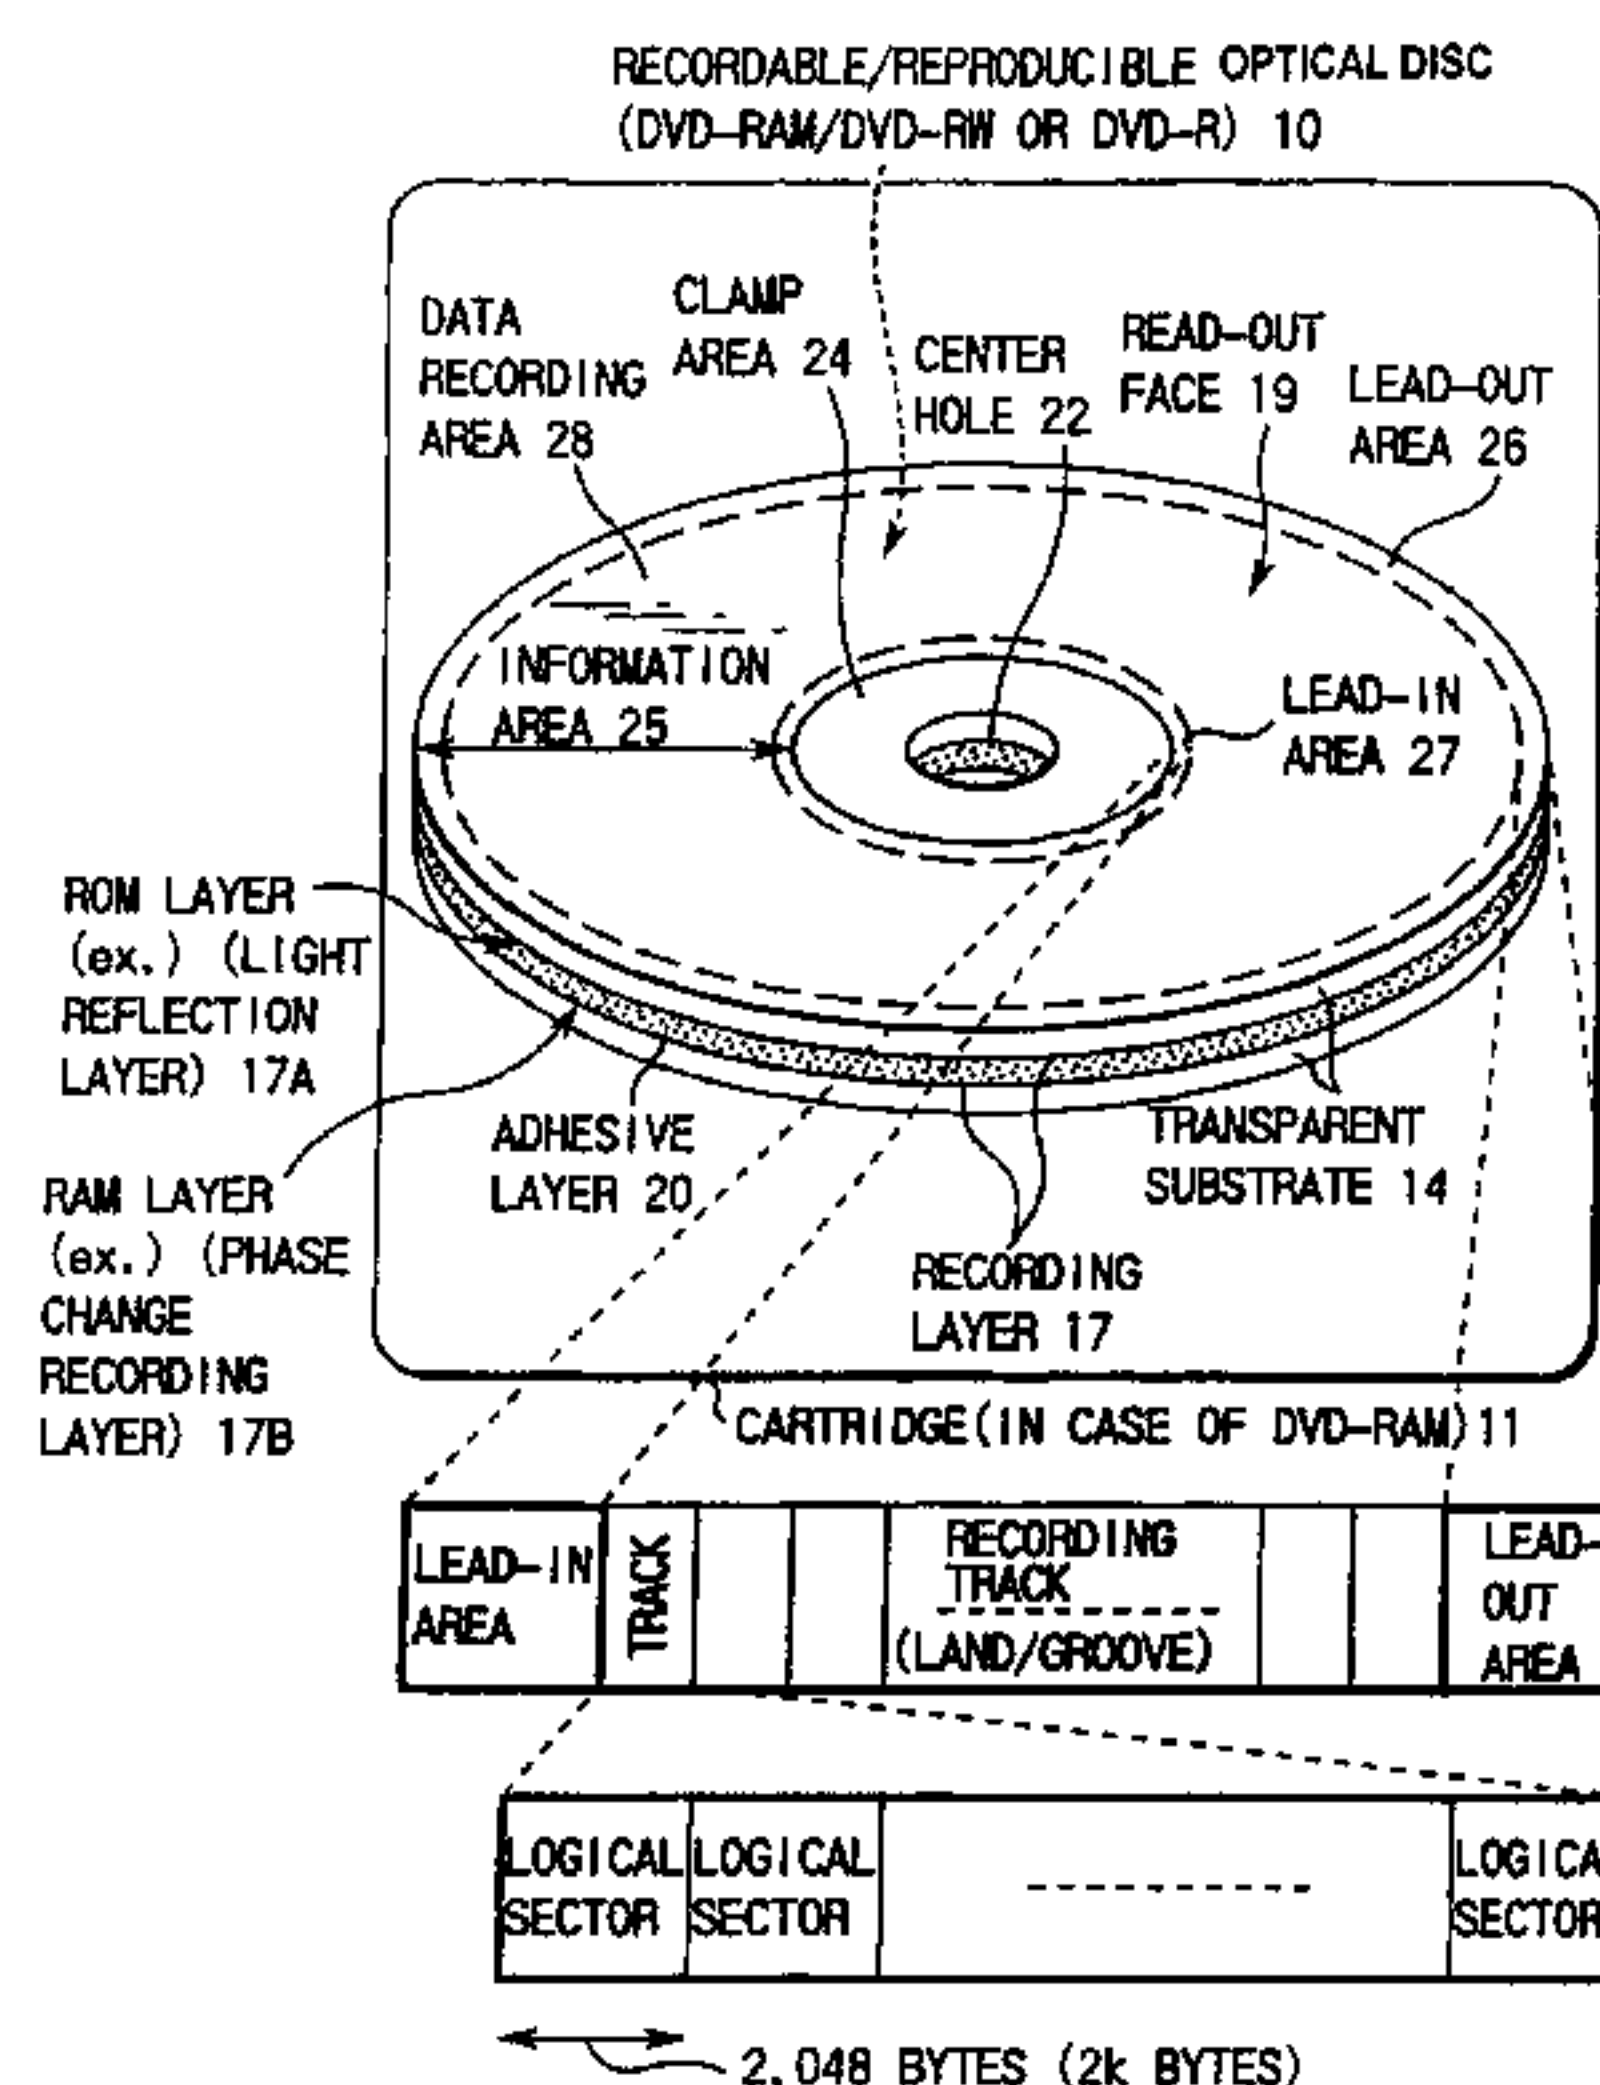 RECORDABLE/REPRODUCIBLE OPTICAL DISC
(DVD-RAM/DVD-RW OR DVD-R) 10
DATA
RECORDING
AREA 28
CLAMP
AREA 24
CENTER
HOLE 22
READ-OUT
FACE 19
LEAD-OUT
AREA 26
INFORMATION
AREA 25
LEAD-IN
AREA 27
ROM LAYER
(ex.) (LIGHT
REFLECTION
LAYER) 17A
ADHESIVE
LAYER 20
TRANSPARENT
SUBSTRATE 14
RAM LAYER
(ex.) (PHASE
CHANGE
RECORDING
LAYER) 17B
RECORDING
LAYER 17
CARTRIDGE(IN CASE OF DVD-RAM)11
LEAD-IN
AREA
TRACK
RECORDING
TRACK
(LAND/GROOVE)
LEAD-
OUT
AREA
LOGICAL
SECTOR
LOGICAL
SECTOR
LOGICA
SECTOR
2,048 BYTES (2k BYTES)